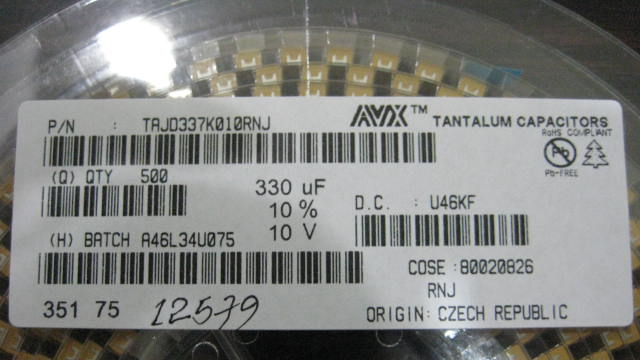 P/N : TAJD337K010RNJ
AVX™ TANTALUM CAPACITORS
RoHS COMPLIANT
Pb
Pb-FREE
(Q) QTY 500
330 uF
10 %
10 V
D.C. : U46KF
(H) BATCH A46L34U075
COSE :80020826
RNJ
351 75 12579
ORIGIN: CZECH REPUBLIC